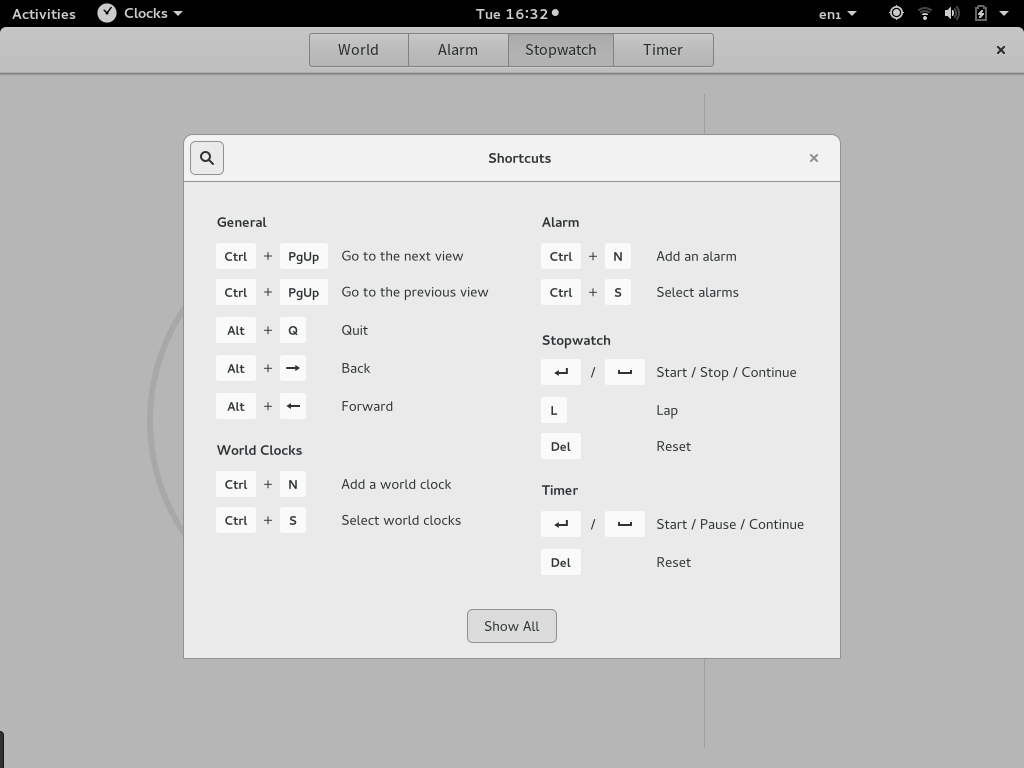 Activities Clocks Tue 16:32 en₁
World Alarm Stopwatch Timer
Shortcuts
General
Ctrl + PgUp Go to the next view
Ctrl + PgUp Go to the previous view
Alt + Q Quit
Alt + → Back
Alt + ← Forward
World Clocks
Ctrl + N Add a world clock
Ctrl + S Select world clocks
Alarm
Ctrl + N Add an alarm
Ctrl + S Select alarms
Stopwatch
↵ / ⎵ Start / Stop / Continue
L Lap
Del Reset
Timer
↵ / ⎵ Start / Pause / Continue
Del Reset
Show All